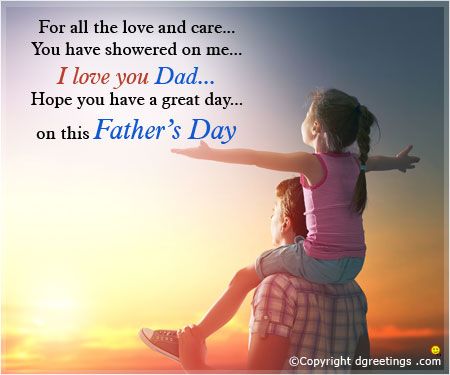 For all the love and care...
You have showered on me...
I love you Dad...
Hope you have a great day...
on this Father's Day
©Copyright dgreetings .com